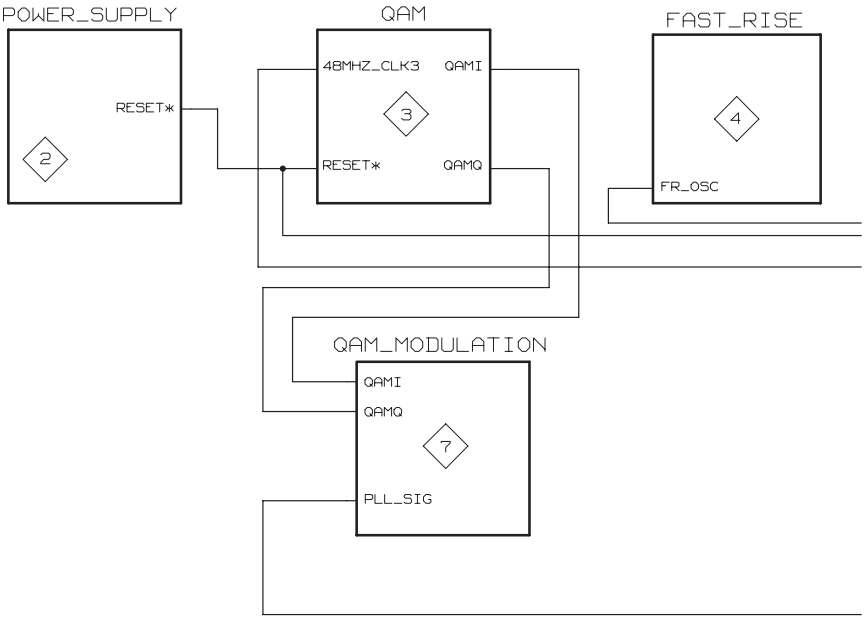 POWER_SUPPLY
RESET*
2
QAM
48MHZ_CLK3
QAMI
3
RESET*
QAMQ
FAST_RISE
4
FR_OSC
QAM_MODULATION
QAMI
QAMQ
7
PLL_SIG